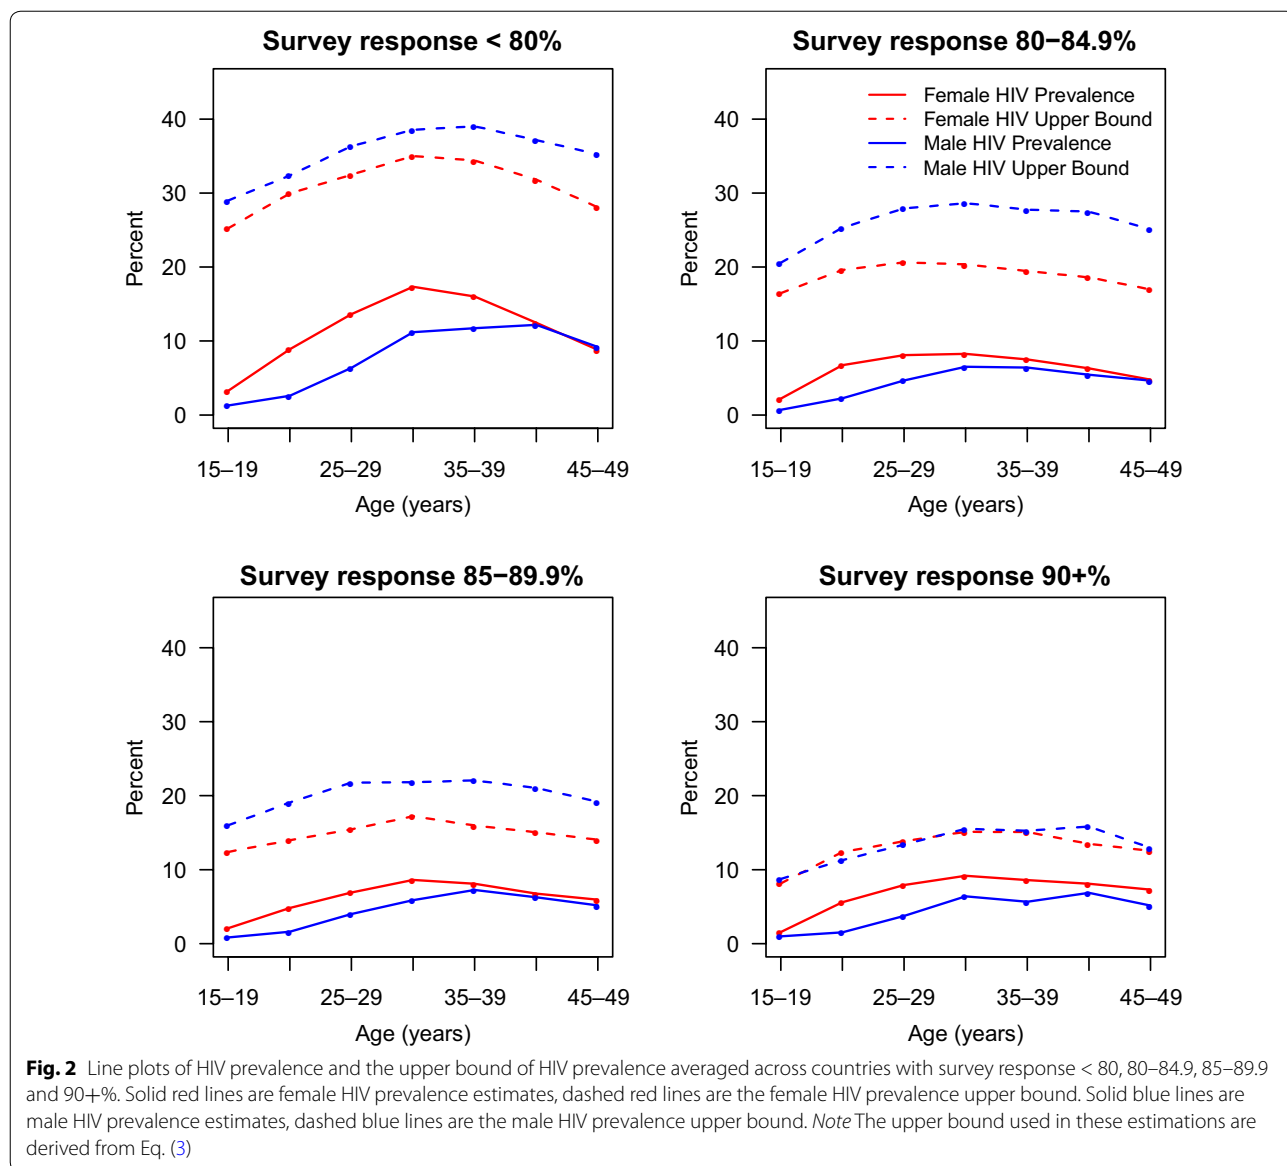 Survey response < 80%
Percent
40
30
20
10
0
15–19
25–29
35–39
45–49
Age (years)
Survey response 80−84.9%
Female HIV Prevalence
Female HIV Upper Bound
Male HIV Prevalence
Male HIV Upper Bound
Percent
40
30
20
10
0
15–19
25–29
35–39
45–49
Age (years)
Survey response 85−89.9%
Percent
40
30
20
10
0
15–19
25–29
35–39
45–49
Age (years)
Survey response 90+%
Percent
40
30
20
10
0
15–19
25–29
35–39
45–49
Age (years)
Fig. 2 Line plots of HIV prevalence and the upper bound of HIV prevalence averaged across countries with survey response < 80, 80–84.9, 85–89.9
and 90+%. Solid red lines are female HIV prevalence estimates, dashed red lines are the female HIV prevalence upper bound. Solid blue lines are
male HIV prevalence estimates, dashed blue lines are the male HIV prevalence upper bound. Note The upper bound used in these estimations are
derived from Eq. (3)